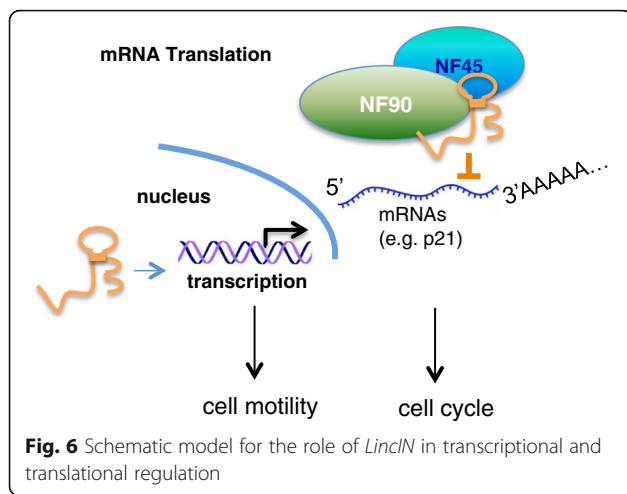 mRNA Translation
NF45
NF90
5’
3’AAAAA...
mRNAs
(e.g. p21)
nucleus
transcription
cell motility
cell cycle
Fig. 6 Schematic model for the role of LincIN in transcriptional and
translational regulation